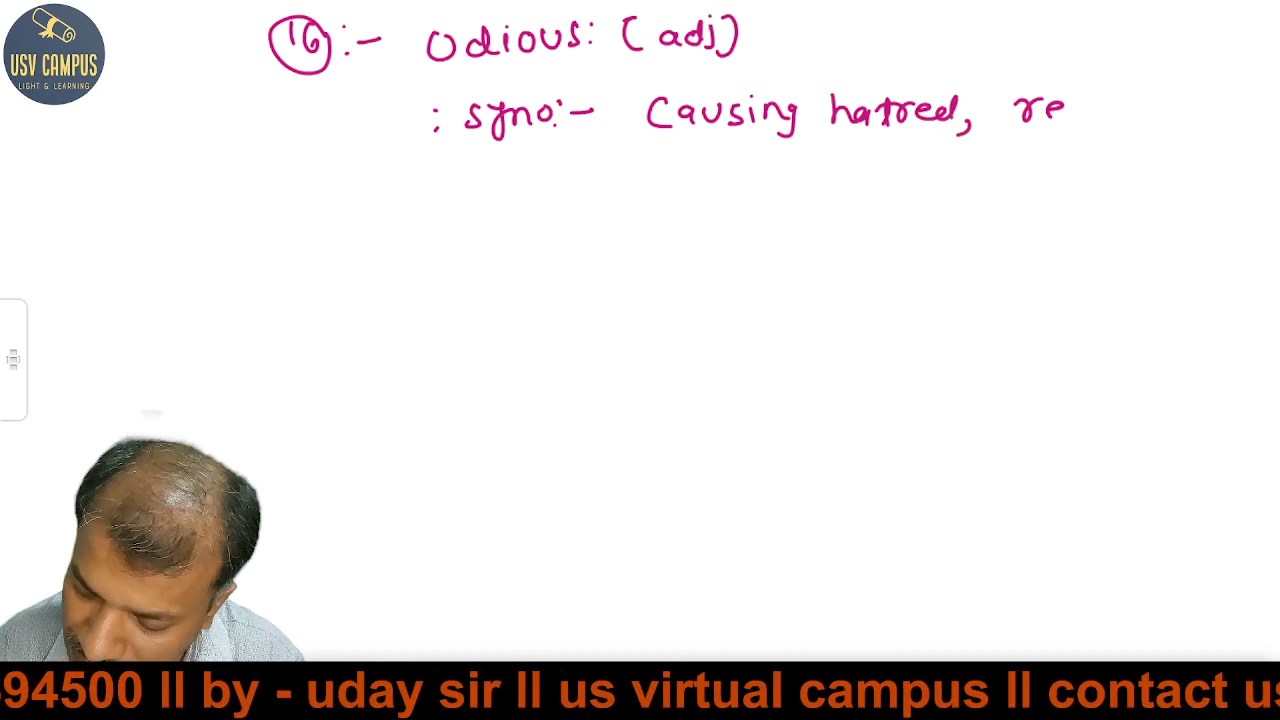 USV CAMPUS
LIGHT & LEARNING
16 :- Odious: (adj)
: syno:- Causing hatred, re
94500 ll by - uday sir ll us virtual campus ll contact us